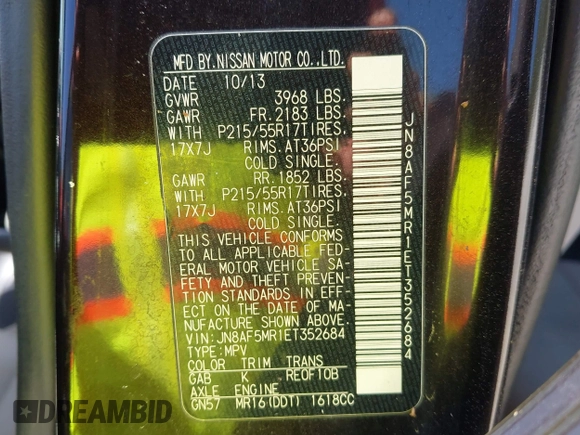 MFD BY.NISSAN MOTOR CO.,LTD.
DATE 10/13
GVWR 3968 LBS.
GAWR FR. 2183 LBS.
WITH P215/55R17TIRES.
17X7J RIMS.AT36PSI
COLD SINGLE.
GAWR RR. 1852 LBS.
WITH P215/55R17TIRES.
17X7J RIMS.AT36PSI
COLD SINGLE.
THIS VEHICLE CONFORMS
TO ALL APPLICABLE FED-
ERAL MOTOR VEHICLE SA-
FETY AND THEFT PREVEN-
TION STANDARDS IN EFF-
ECT ON THE DATE OF MA-
NUFACTURE SHOWN ABOVE.
VIN:JN8AF5MR1ET352684
TYPE:MPV
COLOR TRIM TRANS
GAB K RE0F10B
AXLE ENGINE
GN57 MR16(DDT) 1618CC
JN8AF5MR1ET352684
©DEALERSLINK